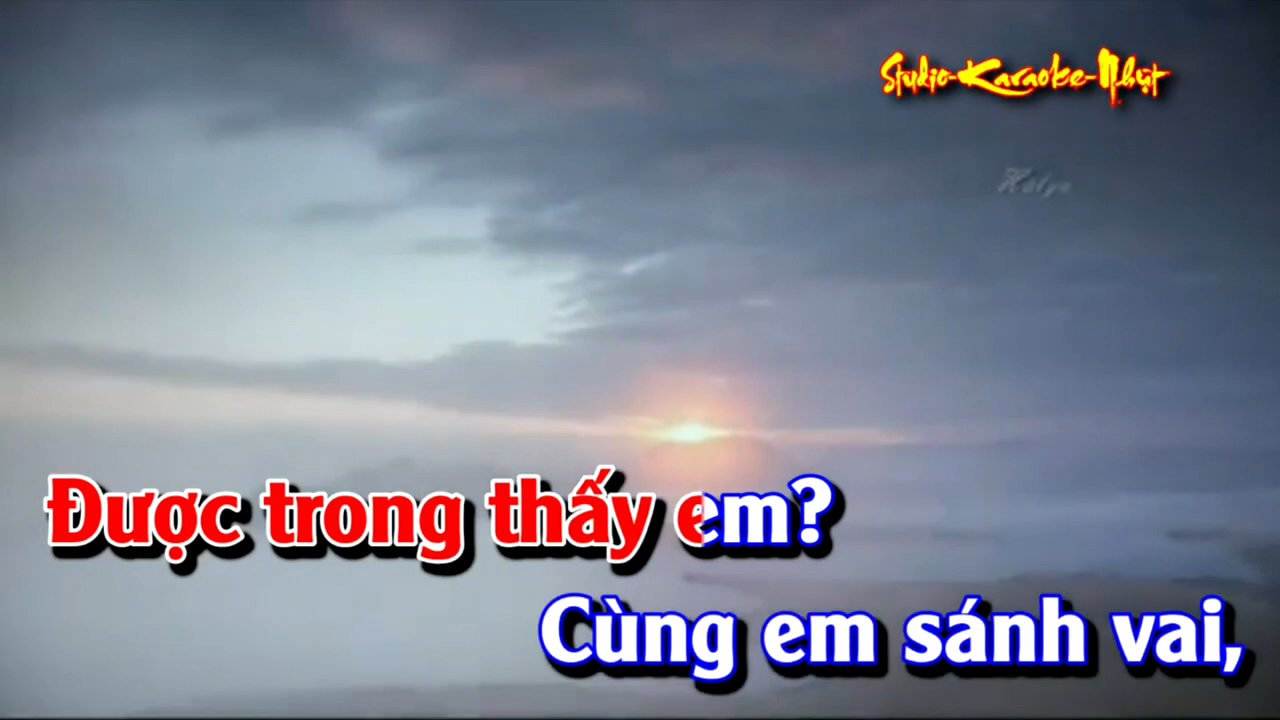 Studio-Karaoke-Nhựt
Được trong thấy em?
Cùng em sánh vai,